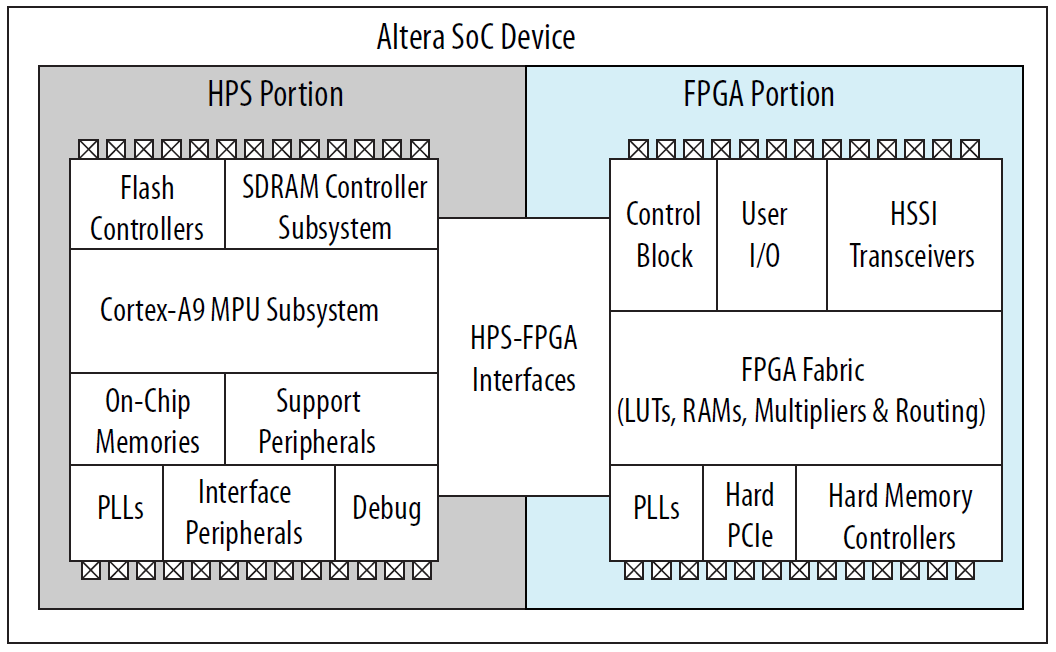 Altera SoC Device
HPS Portion
FPGA Portion
Flash
Controllers
SDRAM Controller
Subsystem
Cortex-A9 MPU Subsystem
On-Chip
Memories
Support
Peripherals
PLLs
Interface
Peripherals
Debug
HPS-FPGA
Interfaces
Control
Block
User
I/O
HSSI
Transceivers
FPGA Fabric
(LUTs, RAMs, Multipliers & Routing)
PLLs
Hard
PCIe
Hard Memory
Controllers